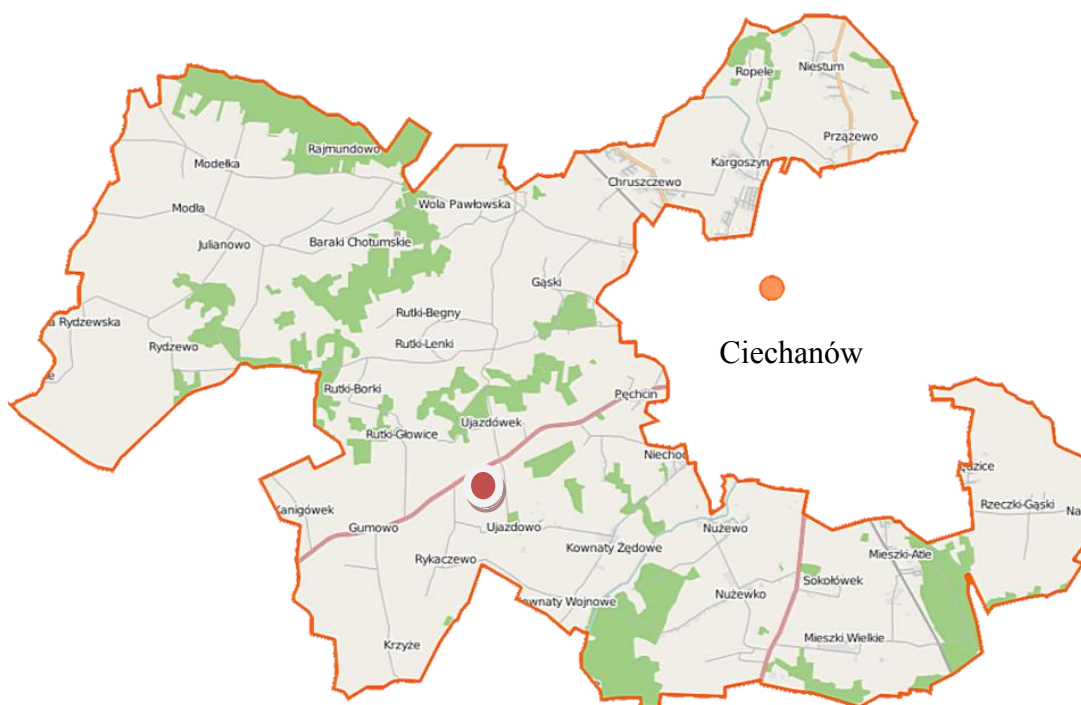 Niestum
Ropele
Przążewo
Rajmundowo
Modełka
Kargoszyn
Chruszczewo
Wola Pawłowska
Modła
Baraki Chotumskie
Julianowo
Gąski
Rutki-Begny
a Rydzewska
Rydzewo
Rutki-Lenki
Ciechanów
Rutki-Borki
Pęchcin
Ujazdówek
Rutki-Głowice
Niechod
Rzeczki-Gąski
Kanigówek
Na
Gumowo
Ujazdowo
Nużewo
Kownaty Żędowe
Mieszki-Atle
Rykaczewo
Sokołówek
Nużewko
Kownaty Wojnowe
Mieszki Wielkie
Krzyże